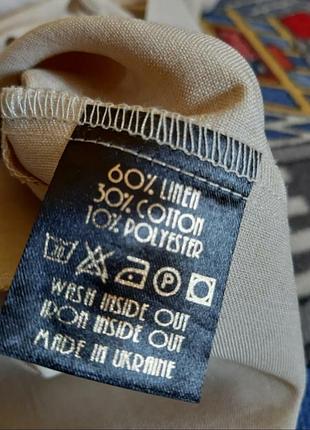 60% LINEN
30% COTTON
10% POLYESTER
P
WASH INSIDE OUT
IRON INSIDE OUT
MADE IN UKRAINE